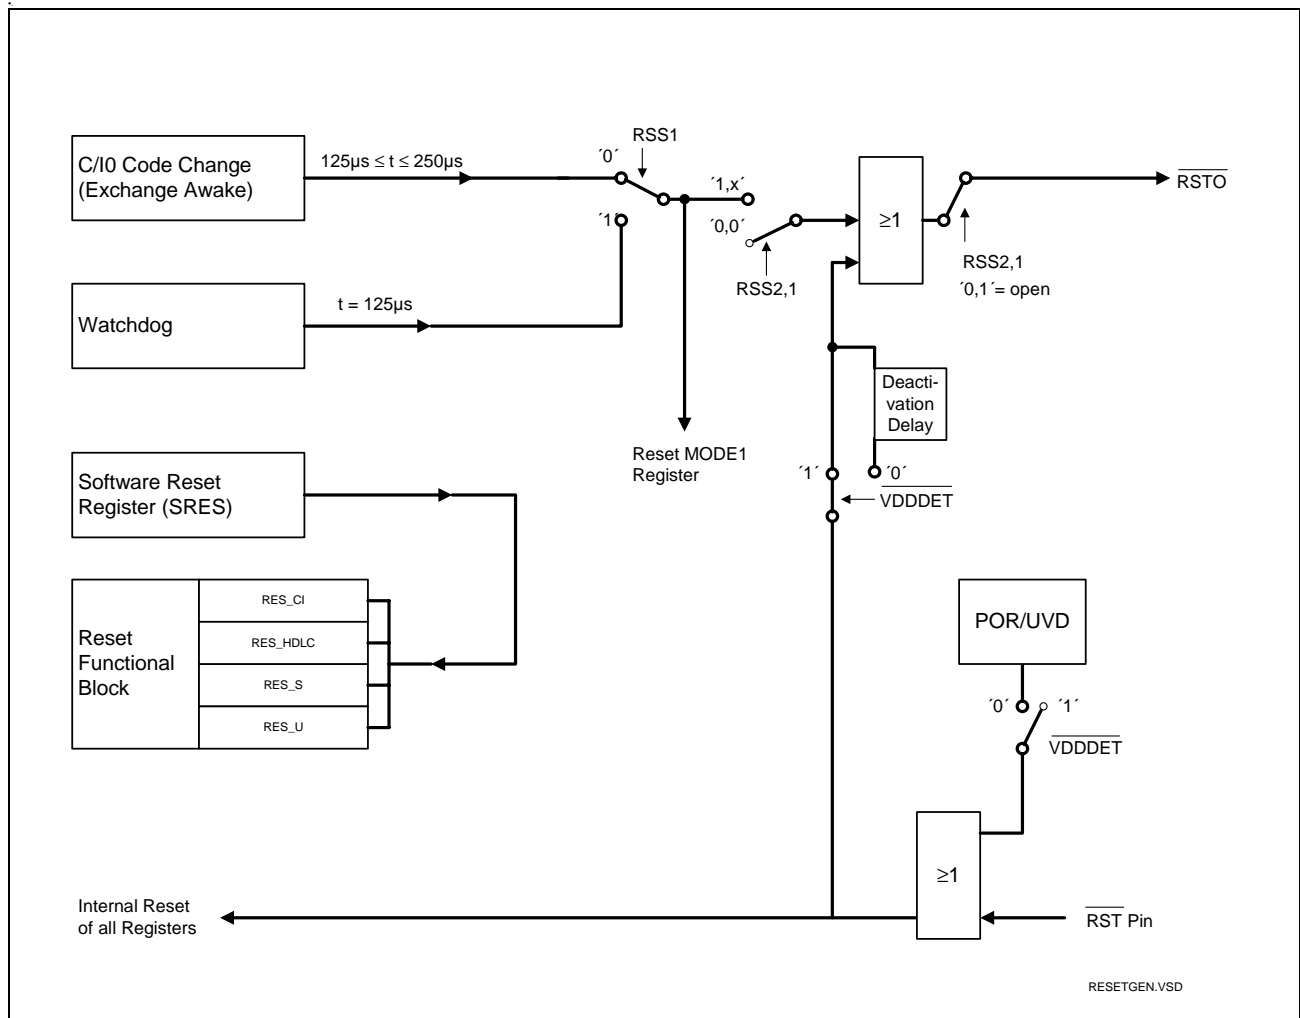 C/I0 Code Change
(Exchange Awake)
125µs ≤ t ≤ 250µs
´0´
RSS1
´1´
´1,x´
´0,0´
RSS2,1
≥1
RSTO
RSS2,1
´0,1´= open
Watchdog
t = 125µs
Deacti-
vation
Delay
Reset MODE1
Register
´1´
´0´
VDDDET
Software Reset
Register (SRES)
Reset
Functional
Block
RES_CI
RES_HDLC
RES_S
RES_U
POR/UVD
´0´
´1´
VDDDET
≥1
Internal Reset
of all Registers
RST Pin
RESETGEN.VSD